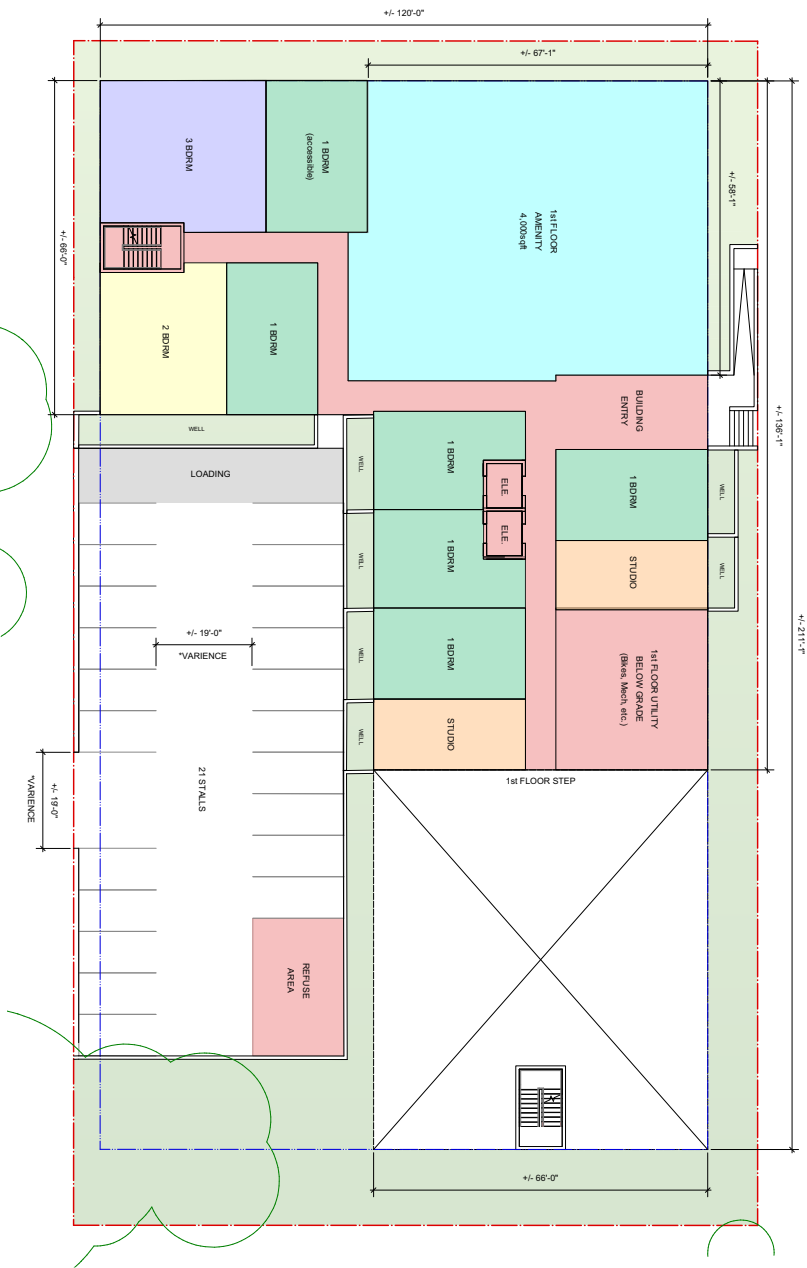 +/- 120'-0"
+/- 67'-1"
3 BDRM
1 BDRM
(accessible)
1st FLOOR
AMENITY
4,000sqft
+/- 58'-1"
+/- 66'-0"
2 BDRM
1 BDRM
BUILDING
ENTRY
+/- 136'-1"
WELL
LOADING
WELL
1 BDRM
ELE.
ELE.
1 BDRM
WELL
WELL
1 BDRM
STUDIO
WELL
+/- 211'-1"
+/- 19'-0"
*VARIENCE
WELL
1 BDRM
1st FLOOR UTILITY
BELOW GRADE
(Bikes, Mech, etc.)
WELL
STUDIO
1st FLOOR STEP
21 STALLS
+/- 19'-0"
*VARIENCE
REFUSE
AREA
+/- 66'-0"